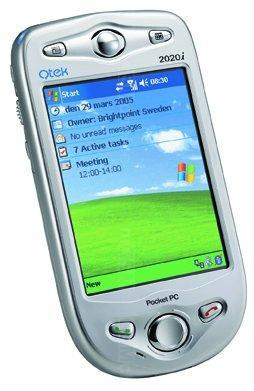 Qtek
2020i
Start
08:30
den 29 mars 2005
Owner: Brightpoint Sweden
No unread messages
7 Active tasks
Meeting
12:00-14:00
New
Pocket PC